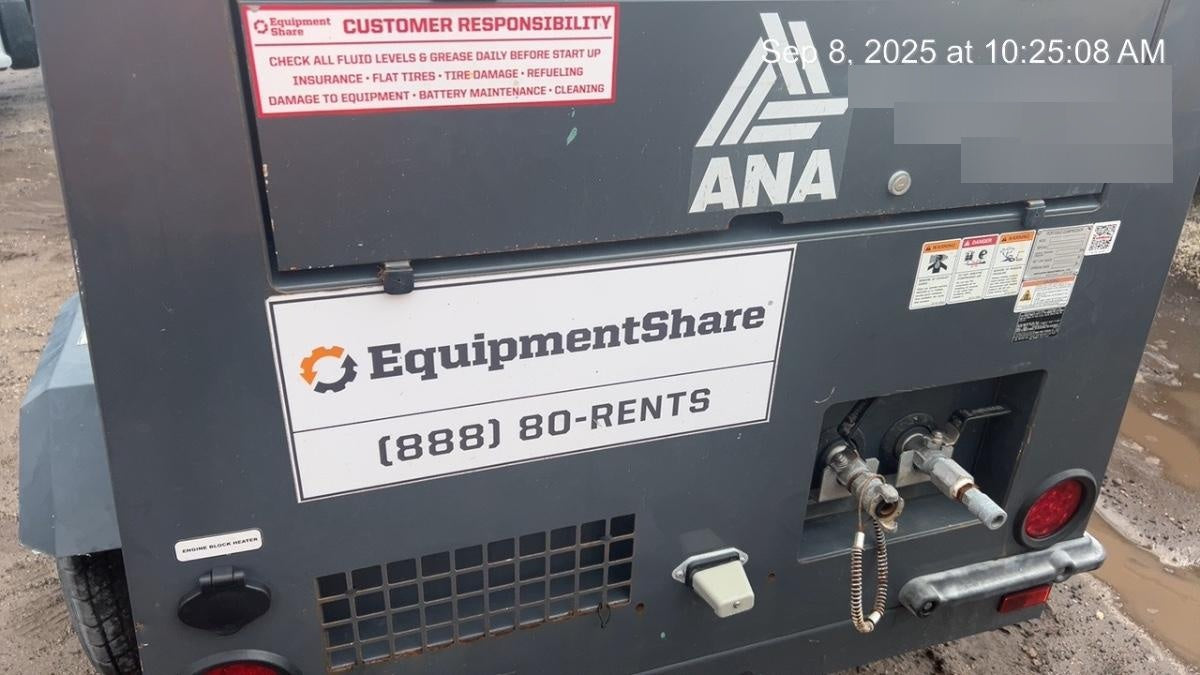 Equipment
Share
CUSTOMER RESPONSIBILITY
CHECK ALL FLUID LEVELS & GREASE DAILY BEFORE START UP
INSURANCE • FLAT TIRES • TIRE DAMAGE • REFUELING
DAMAGE TO EQUIPMENT • BATTERY MAINTENANCE • CLEANING
Sep 8, 2025 at 10:25:08 AM
ANA
WARNING
DANGER
WARNING
EquipmentShare
(888) 80-RENTS
ENGINE BLOCK HEATER